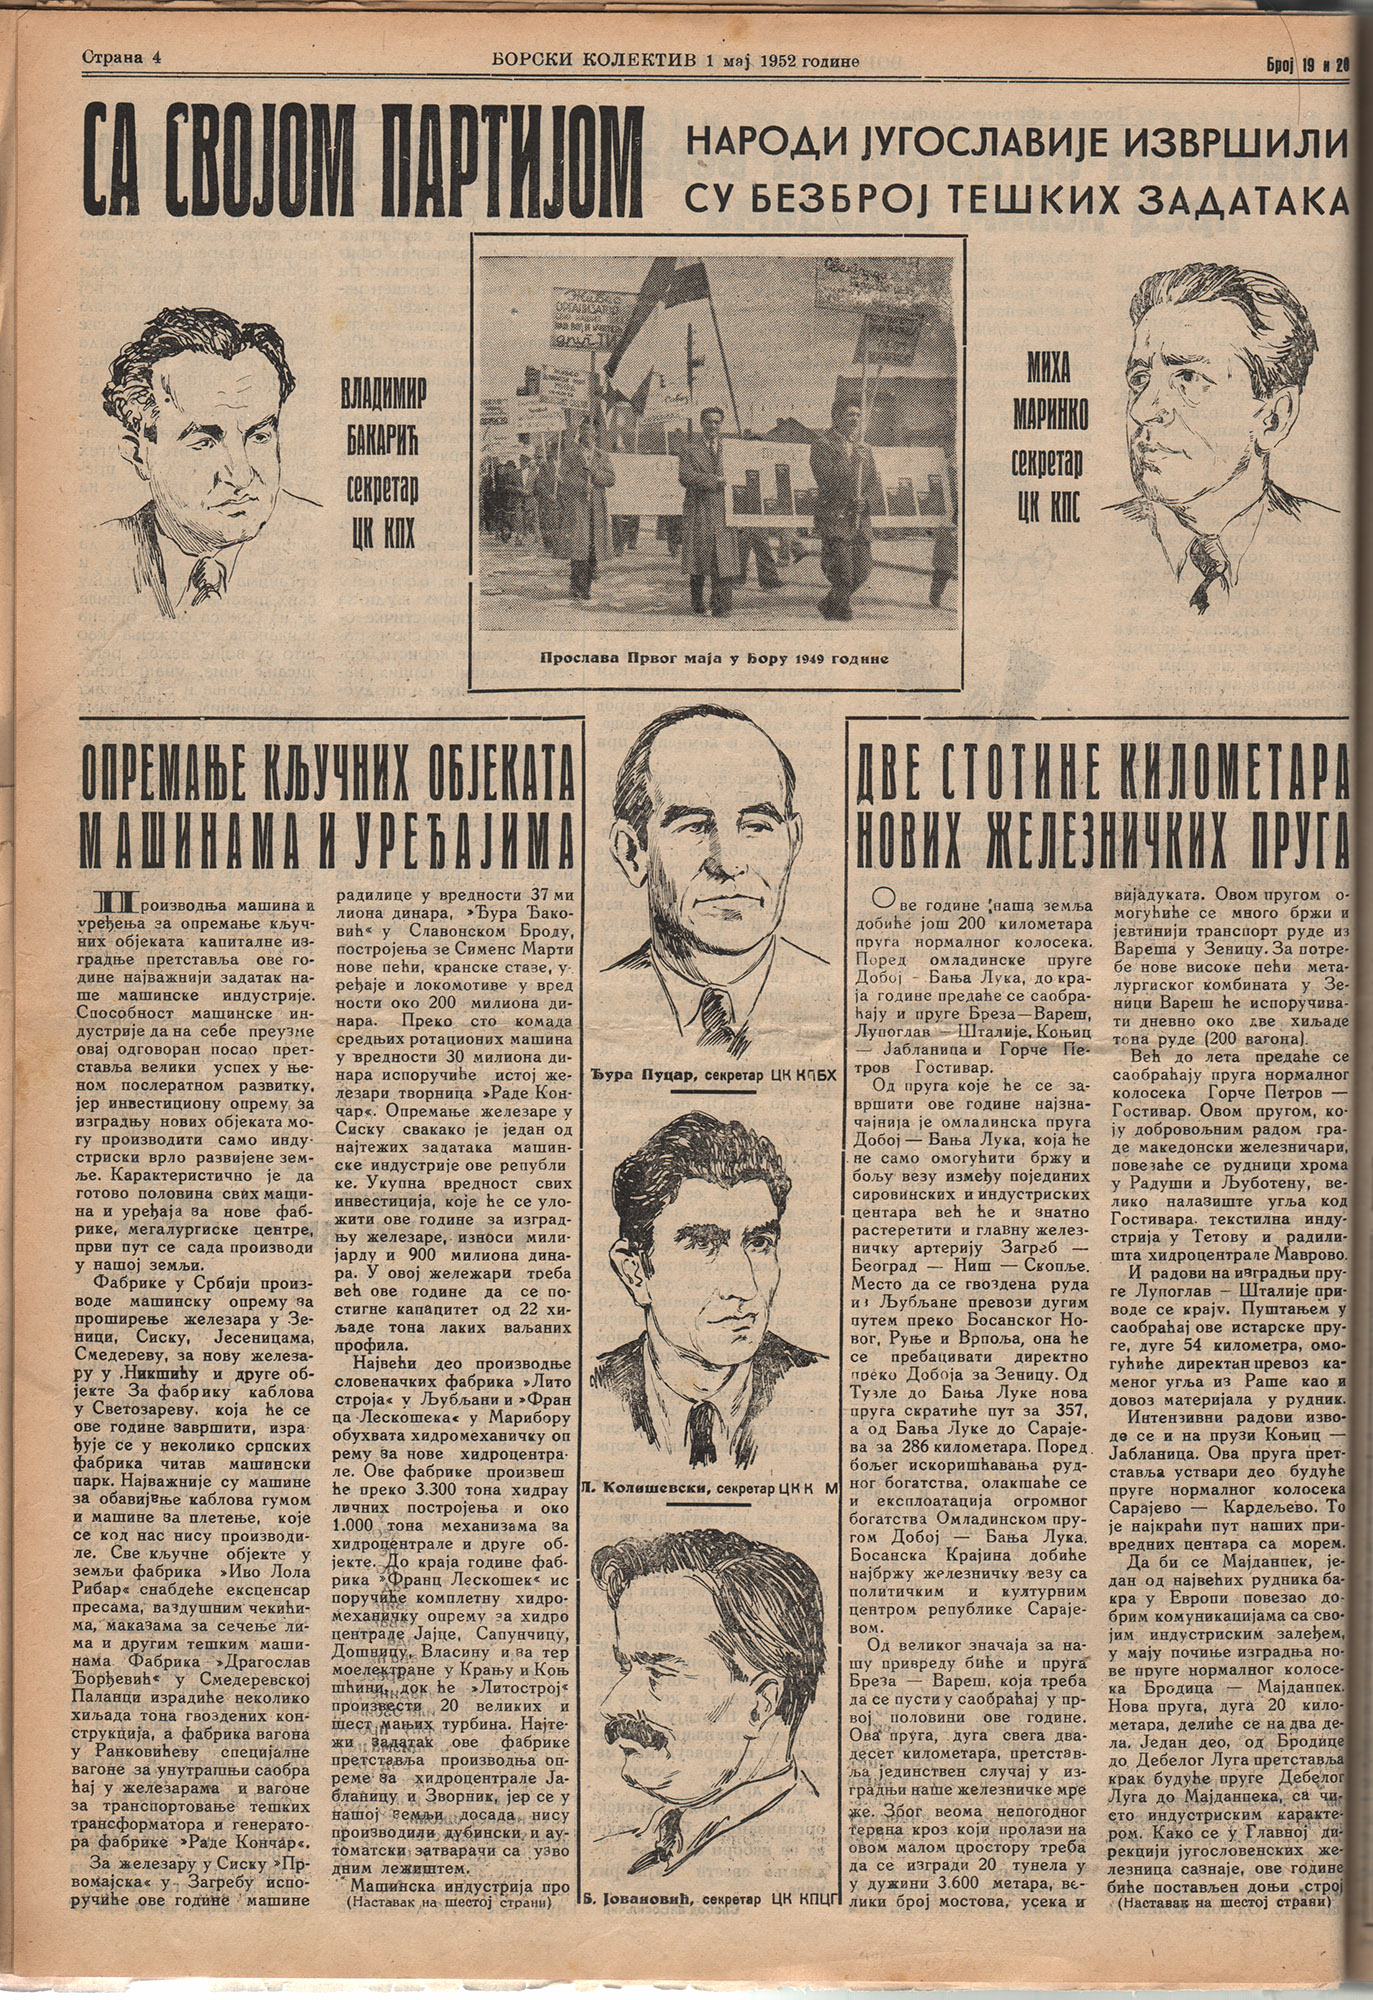 Страна 4
БОРСКИ КОЛЕКТИВ 1 мај 1952 године
Број 19 и 20
СА СВОЈОМ ПАРТИЈОМ
НАРОДИ ЈУГОСЛАВИЈЕ ИЗВРШИЛИ
СУ БЕЗБРОЈ ТЕШКИХ ЗАДАТАКА
ВЛАДИМИР
БАКАРИЋ
секретар
ЦК КПХ
ОРГАНИЗАТОР
МИХА
МАРИНКО
секретар
ЦК КПС
Прослава Првог маја у Бору 1949 године
ОПРЕМАЊЕ КЉУЧНИХ ОБЈЕКАТА
МАШИНАМА И УРЕЂАЈИМА
Производња машина и
уређења за опремање кључ-
них објеката капиталне из-
градње претставља ове го-
дине најважнији задатак на-
ше машинске индустрије.
Способност машинске ин-
дустрије да на себе преузме
овај одговоран посао прет-
ставља велики успех у ње-
ном послератном развитку,
јер инвестициону опрему за
изградњу нових објеката мо-
гу производити само инду-
стриски врло развијене зем-
ље. Карактеристично је да
готово половина свих маши-
на и уређаја за нове фаб-
рике, мегалургиске центре,
први пут се сада производи
у нашој земљи.
Фабрике у Србији произ-
воде машинску опрему за
проширење железара у Зе-
ници, Сиску, Јесеницама,
Смедереву, за нову железа-
ру у Никшићу и друге об-
јекте За фабрику каблова
у Светозареву, која ће се
ове године завршити, изра
ђује се у неколико српских
фабрика читав машински
парк. Најважније су машине
за обавијање каблова гумом
и машине за плетење, које
се код нас нису производи-
ле. Све кључне објекте у
земљи фабрика »Иво Лола
Рибар« снабдеће ексценсар
пресама, ваздушним чекићи-
ма, маказама за сечење ли-
ма и другим тешким маши-
нама Фабрика »Драгослав
Ђорђевић« у Смедеревској
Паланци израдиће неколико
хиљада тона гвоздених кон-
струкција, а фабрика вагона
у Ранковићеву специјалне
вагоне за унутрашњи саобра
ћај у железарама и вагоне
за транспортовање тешких
трансформатора и генерато-
ра фабрике »Раде Кончар«.
За железару у Сиску »Пр-
вомајска« у Загребу испо-
ручиће ове године машине
радилице у вредности 37 ми
лиона динара, »Ђура Ђако-
вић« у Славонском Броду,
постројења зе Сименс Марти
нове пећи, кранске стазе, у-
ређаје и локомотиве у вред
ности око 200 милиона ди-
нара. Преко сто комада
средњих ротационих машина
у вредности 30 милиона ди-
нара испоручиће истој же-
лезари творница »Раде Кон-
чар«. Опремање железаре у
Сиску свакако је један од
најтежих задатака машин-
ске индустрије ове републи
ке. Укупна вредност свих
инвестиција, које ће се уло-
жити ове године за изград-
њу железаре, износи мили-
јарду и 900 милиона дина-
ра. У овој жележари треба
већ ове године да се по-
стигне капацитет од 22 хи-
љаде тона лаких ваљаних
профила.
Највећи део производње
словеначких фабрика »Лито
строја« у Љубљани и »Фран
ца Лескошека« у Марибору
обухвата хидромеханичку оп
рему за нове хидроцентра-
ле. Ове фабрике произвеш
ће преко 3.300 тона хидрау
личних постројења и око
1.000 тона механизама за
хидроцентрале и друге об-
јекте. До краја године фаб-
рика »Франц Лескошек« ис
поручиће комплетну хидро-
механичку опрему за хидро
центраде Јајце, Сапунчицу,
Дошницу, Власину и за тер
моелектране у Крању и Коњ
шћини, док ће »Литострој«
произвести 20 великих и
шест мањих турбина. Најте-
жи задатак ове фабрике
претставља производња оп-
реме за хидроцентрале Ја-
бланицу и Зворник, јер се у
нашој земљи досада нису
производили дубински и ау-
томатски затварачи са узво
дним лежиштем.
Машинска индустрија про
(Наставак на шестој страни)
Ђура Пуцар, секретар ЦК КПБХ
Л. Колишевски, секретар ЦК К М
Б. Јовановић, секретар ЦК КПЦГ
ДВЕ СТОТИНЕ КИЛОМЕТАРА
НОВИХ ЖЕЛЕЗНИЧКИХ ПРУГА
Ове године наша земља
добиће још 200 километара
пруга нормалног колосека.
Поред омладинске пруге
Добој - Бања Лука, до кра-
ја године предаће се саобра-
ћају и пруге Бреза—Вареш,
Лупоглав — Шталије, Коњиц
— Јабланица и Горче Пе-
тров Гостивар.
Од пруга које ће се за-
вршити ове године најзна-
чајнија је омладинска пруга
Добој — Бања Лука, која ће
не само омогућити бржу и
бољу везу између појединих
сировинских и индустриских
центара већ ће и знатно
растеретити и главну желез-
ничку артерију Загреб —
Београд — Ниш — Скопље.
Место да се гвоздена руда
из Љубљане превози дугим
путем преко Босанског Но-
вог, Руње и Врпоља, она ће
се пребацивати директно
преко Добоја за Зеницу. Од
Тузле до Бања Луке нова
пруга скратиће пут за 357,
а од Бања Луке до Сараје-
ва за 286 километара. Поред
бољег искоришћавања руд-
ног богатства, олакшаће се
и експлоатација огромног
богатства Омладинском пру-
гом Добој — Бања Лука.
Босанска Крајина добиће
најбржу железничку везу са
политичким и културним
центром републике Сараје-
вом.
Од великог значаја за на-
шу привреду биће и пруга
Бреза — Вареш, која треба
да се пусти у саобраћај у пр-
вој половини ове године.
Ова пруга, дуга свега два-
десет километара, претстав-
ља јединствен случај у из-
градњи наше железничке мре
же. Због веома непогодног
терена кроз који пролази на
овом малом простору треба
да се изгради 20 тунела у
у дужини 3.600 метара, ве-
лики број мостова, усека и
вијадуката. Овом пругом о-
могућиће се много бржи и
јевтинији транспорт руде из
Вареша у Зеницу. За потре-
бе нове високе пећи мета-
лургиског комбината у Зе-
ници Вареш ће испоручива-
ти дневно око две хиљаде
тона руде (200 вагона).
Већ до лета предаће се
саобраћају пруга нормалног
колосека Горче Петров —
Гостивар. Овом пругом, ко-
ју добровољним радом гра-
де македонски железничари,
повезаће се рудници хрома
у Радуши и Љуботену, ве-
лико налазиште угља код
Гостивара, текстилна инду-
стрија у Тетову и радили-
шта хидроцентрале Маврово.
И радови на изградњи пру-
ге Лупоглав — Шталије при-
воде се крају. Пуштањем у
саобраћај ове истарске пру-
ге, дуге 54 километра, омо-
гућиће директан превоз ка-
меног угља из Раше као и
довоз материјала у рудник.
Интензивни радови изво-
де се и на прузи Коњиц —
Јабланица. Ова пруга прет-
ставља уствари део будуће
пруге нормалног колосека
Сарајево — Кардељево. То
је најкраћи пут наших при-
вредних центара са морем.
Да би се Мајданпек, је-
дан од највећих рудника ба-
кра у Европи повезао до-
брим комуникацијама са сво-
јим индустриским залеђем,
у мају почиње изградња но-
ве пруге нормалног колосе-
ка Бродица — Мајданпек.
Нова пруга, дуга 20 кило-
метара, делиће се на два де-
ла. Један део, од Бродице
до Дебелог Луга претставља
крак будуће пруге Дебелог
Луга до Мајданпека, са чи-
сто индустриским каракте-
ром. Како се у Главној ди-
рекцији југословенских же-
лезница сазнаје, ове године
биће постављен доњи строј
(Наставак на шестој страни)